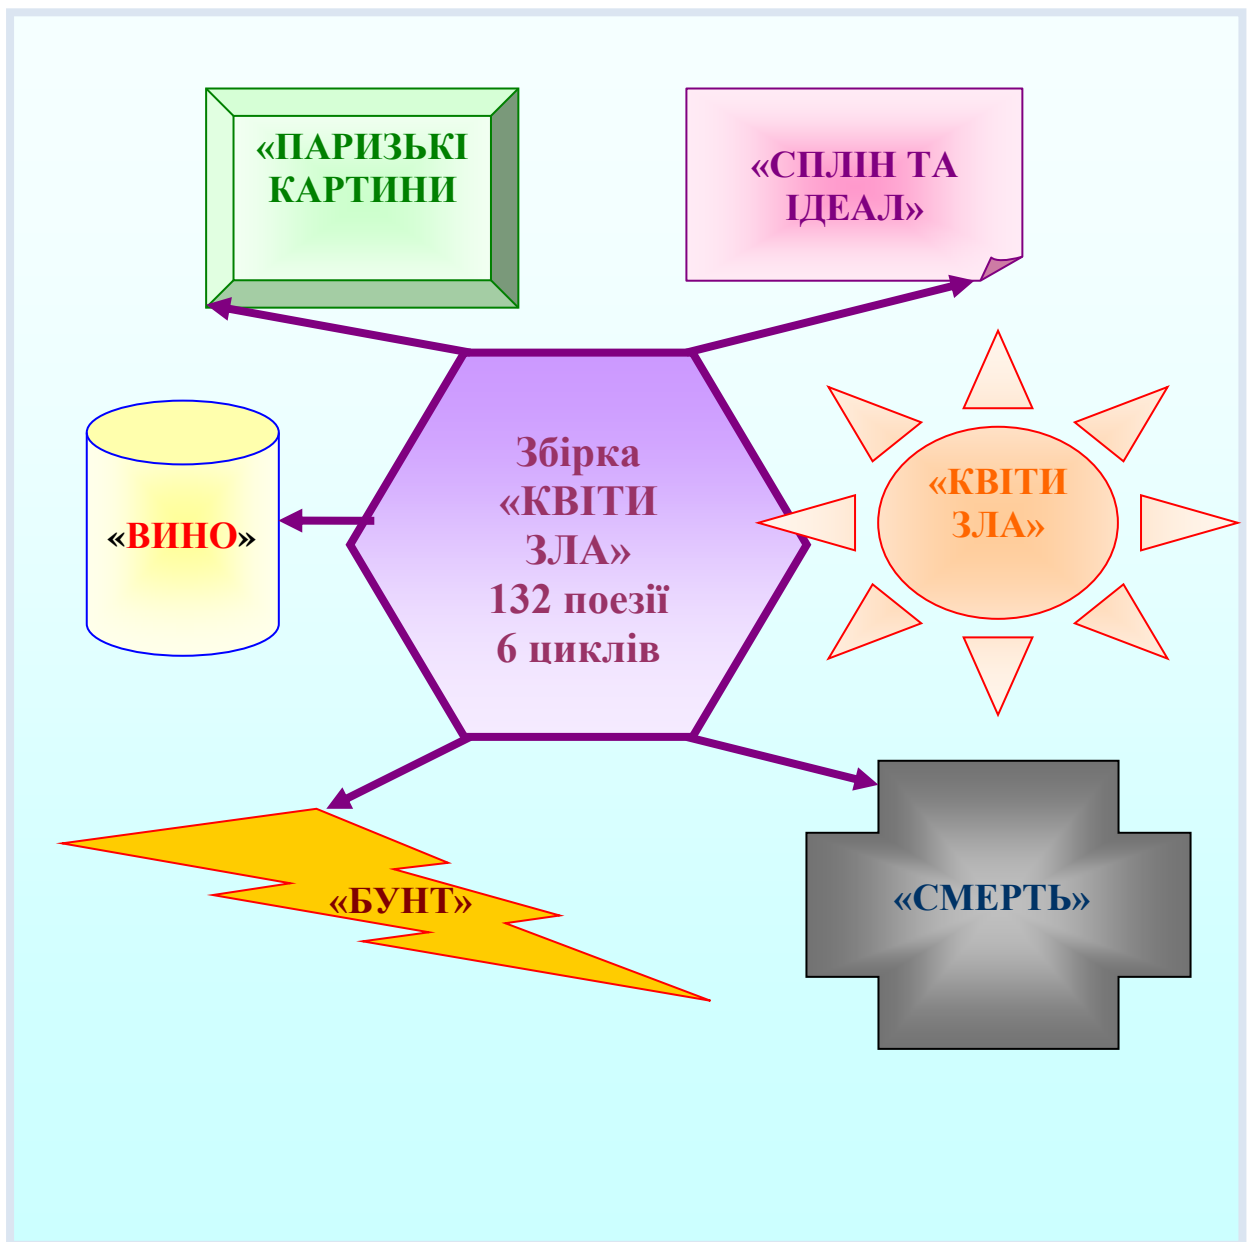 «ПАРИЗЬКІ
КАРТИНИ
«СПЛІН ТА
ІДЕАЛ»
Збірка
«КВІТИ
ЗЛА»
132 поезії
6 циклів
«КВІТИ
ЗЛА»
«ВИНО»
«БУНТ»
«СМЕРТЬ»